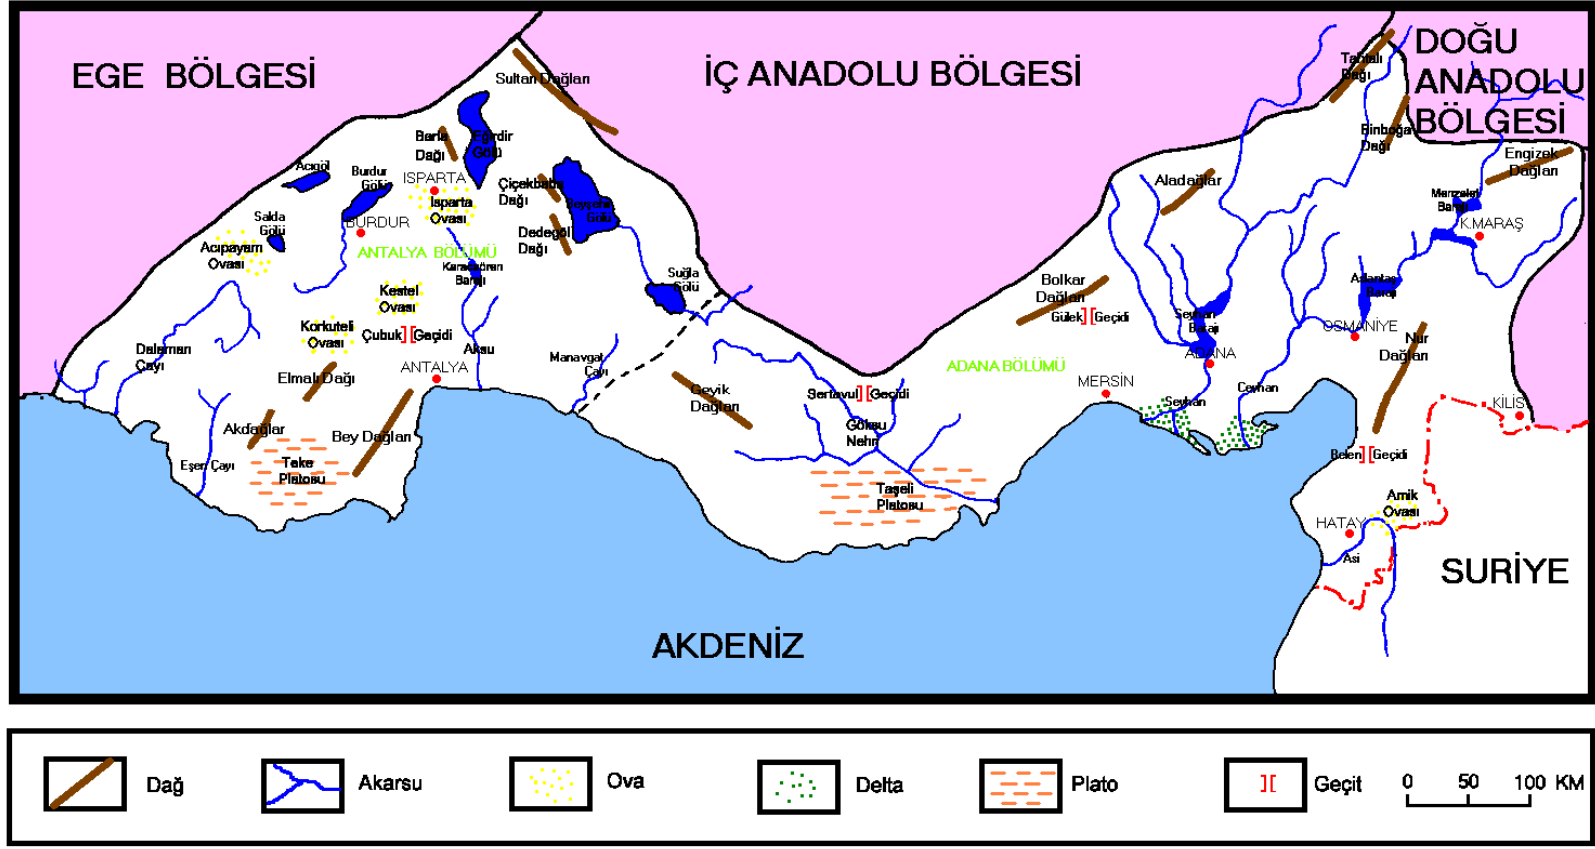 EGE BÖLGESİ
İÇ ANADOLU BÖLGESİ
DOĞU
ANADOLU
BÖLGESİ
Sultan Dağları
Tahtalı
Dağı
Binboğa
Dağı
Engizek
Dağları
Barla
Dağı
Eğirdir
Gölü
Acıgöl
Burdur
Gölü
ISPARTA
Isparta
Ovası
Çiçekbaba
Dağı
Beyşehir
Gölü
Aladağlar
Menzelet
Barajı
K.MARAŞ
Salda
Gölü
BURDUR
Acıpayam
Ovası
ANTALYA BÖLÜMÜ
Dedegöl
Dağı
Karacaören
Barajı
Suğla
Gölü
Bolkar
Dağları
Aslantaş
Barajı
Kestel
Ovası
Korkuteli
Ovası
Çubuk
Geçidi
Gülek
Geçidi
Seyhan
Barajı
OSMANİYE
Nur
Dağları
Dalaman
Çayı
Aksu
Manavgat
Çayı
ADANA BÖLÜMÜ
ADANA
Elmalı Dağı
ANTALYA
Geyik
Dağları
Sertavul
Geçidi
MERSİN
Seyhan
Ceyhan
KİLİS
Akdağlar
Bey Dağları
Göksu
Nehri
Eşen Çayı
Teke
Platosu
Belen
Geçidi
Taşeli
Platosu
Amik
Ovası
HATAY
Asi
SURİYE
AKDENİZ
Dağ
Akarsu
Ova
Delta
Plato
Geçit
0 50 100 KM